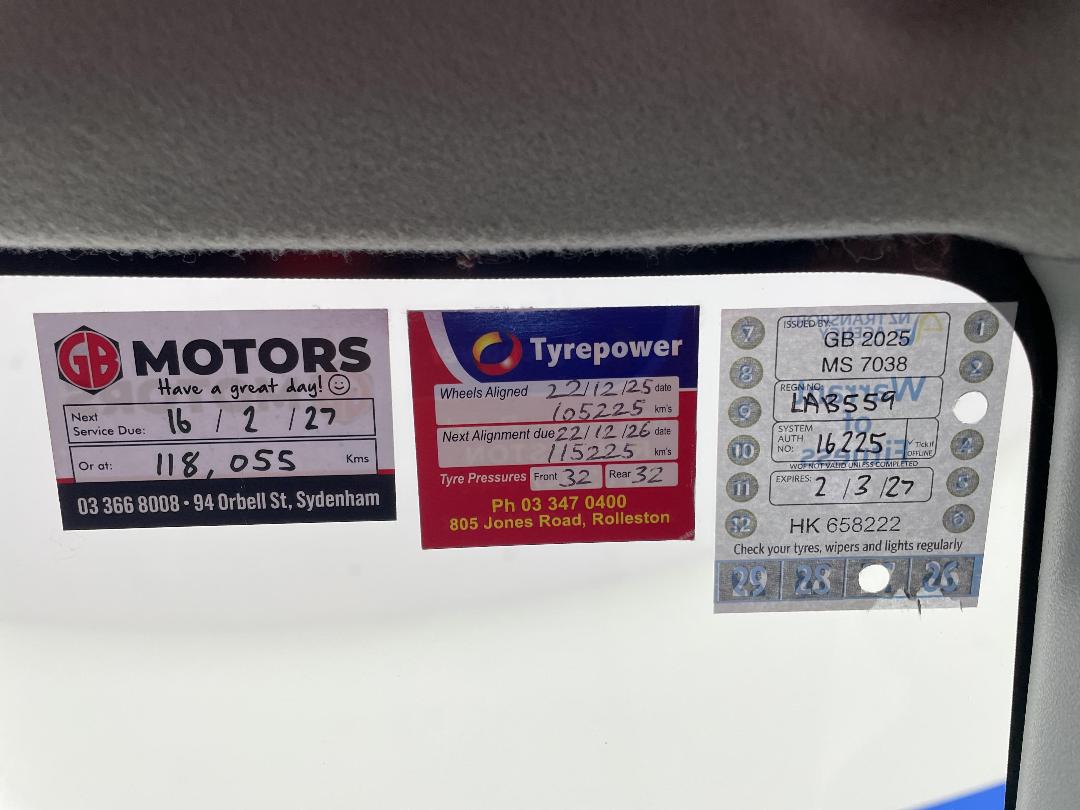 GB MOTORS
Have a great day!
Next Service Due: 16 / 2 / 27
Or at: 118,055 Kms
03 366 8008 • 94 Orbell St, Sydenham
Tyrepower
Wheels Aligned 22/12/25 date
105225 km's
Next Alignment due 22/12/26 date
115225 km's
Tyre Pressures Front 32 Rear 32
Ph 03 347 0400
805 Jones Road, Rolleston
NZ TRANSPORT
Warrant
of
Fitness
ISSUED BY:
GB 2025
MS 7038
REGN NO:
LAB559
SYSTEM AUTH NO: 16225 ✓ Tick if OFFLINE
WOF NOT VALID UNLESS COMPLETED
EXPIRES: 2 / 3 / 27
HK 658222
Check your tyres, wipers and lights regularly
7
8
9
10
11
12
1
2
4
5
6
29 28 26